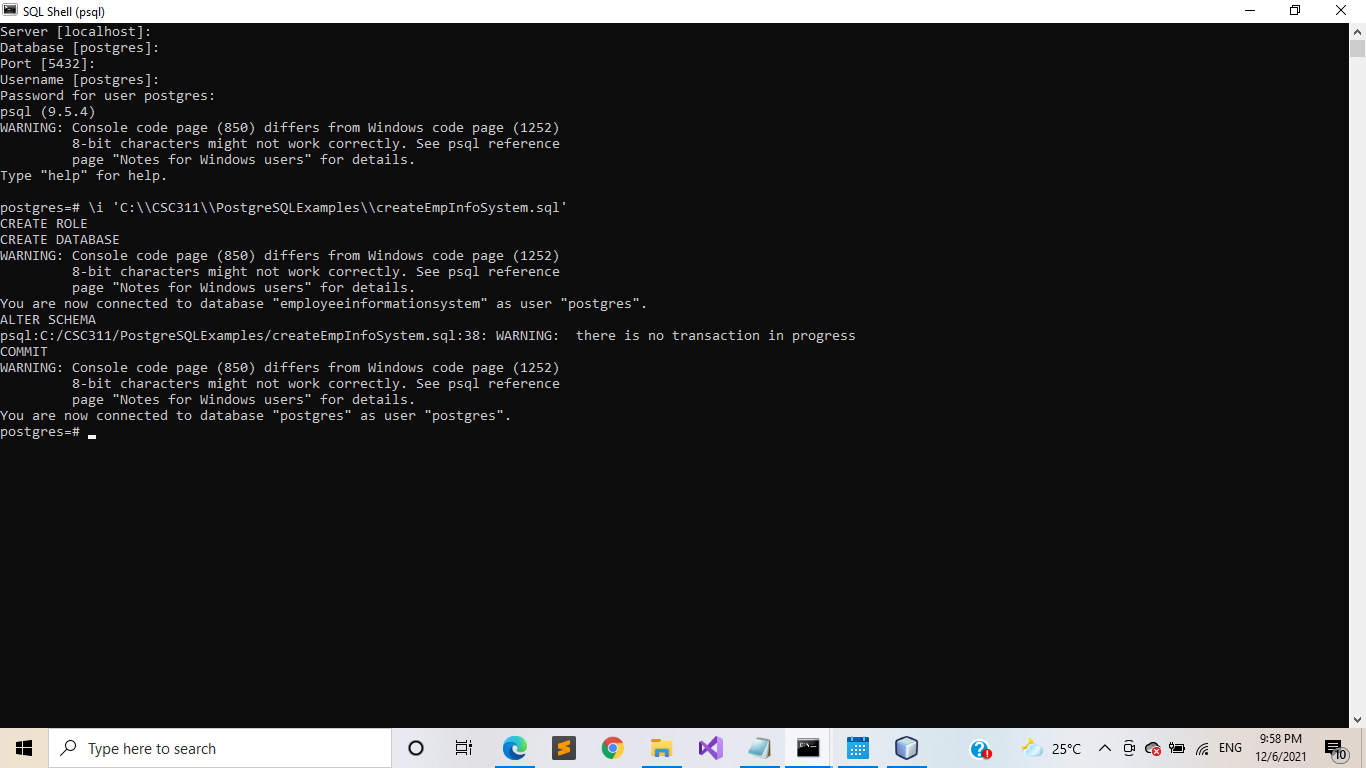 SQL Shell (psql)
Server [localhost]:
Database [postgres]:
Port [5432]:
Username [postgres]:
Password for user postgres:
psql (9.5.4)
WARNING: Console code page (850) differs from Windows code page (1252)
         8-bit characters might not work correctly. See psql reference
         page "Notes for Windows users" for details.
Type "help" for help.

postgres=# \i 'C:\\CSC311\\PostgreSQLExamples\\createEmpInfoSystem.sql'
CREATE ROLE
CREATE DATABASE
WARNING: Console code page (850) differs from Windows code page (1252)
         8-bit characters might not work correctly. See psql reference
         page "Notes for Windows users" for details.
You are now connected to database "employeeinformationsystem" as user "postgres".
ALTER SCHEMA
psql:C:/CSC311/PostgreSQLExamples/createEmpInfoSystem.sql:38: WARNING:  there is no transaction in progress
COMMIT
WARNING: Console code page (850) differs from Windows code page (1252)
         8-bit characters might not work correctly. See psql reference
         page "Notes for Windows users" for details.
You are now connected to database "postgres" as user "postgres".
postgres=#
Type here to search
25°C
ENG
9:58 PM
12/6/2021
10